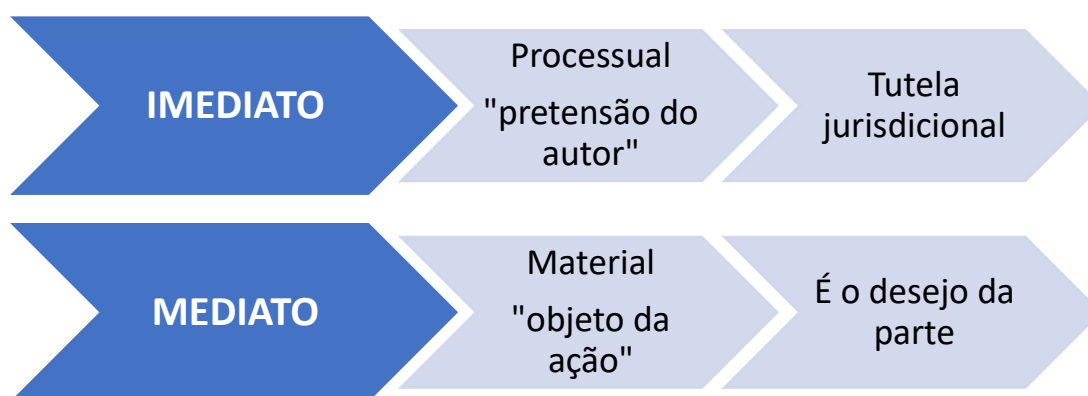 IMEDIATO
Processual
"pretensão do
autor"
Tutela
jurisdicional
MEDIATO
Material
"objeto da
ação"
É o desejo da
parte